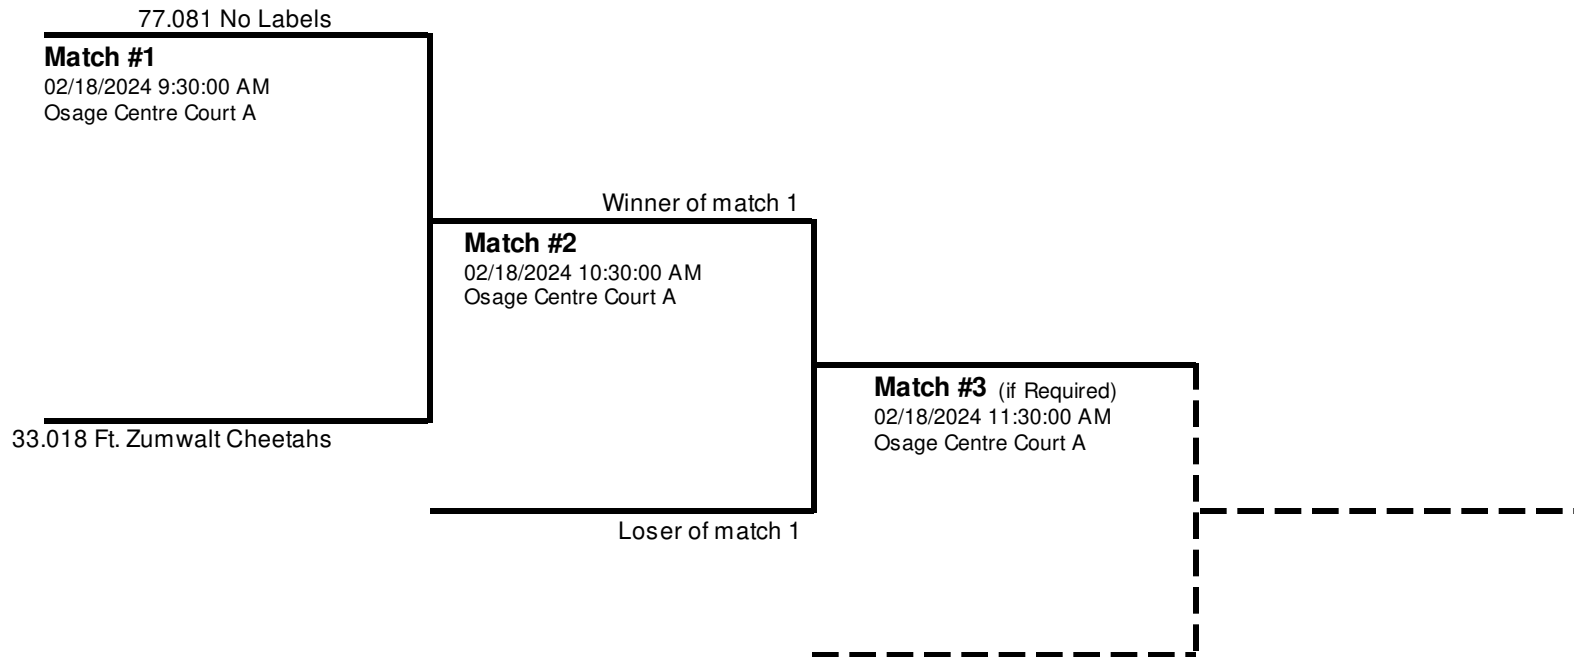 77.081 No Labels
Match #1
02/18/2024 9:30:00 AM
Osage Centre Court A
Winner of match 1
Match #2
02/18/2024 10:30:00 AM
Osage Centre Court A
Match #3 (if Required)
02/18/2024 11:30:00 AM
Osage Centre Court A
33.018 Ft. Zumwalt Cheetahs
Loser of match 1